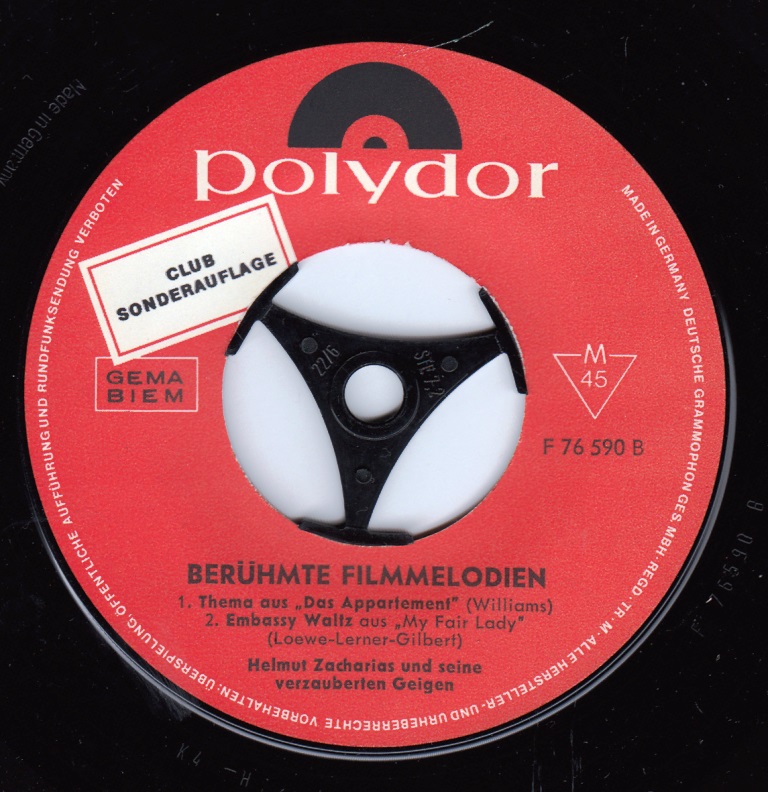 polydor
CLUB
SONDERAUFLAGE
GEMA
BIEM
M
45
F 76 590 B
22/6
BERÜHMTE FILMMELODIEN
1. Thema aus „Das Appartement" (Williams)
2. Embassy Waltz aus „My Fair Lady"
(Loewe-Lerner-Gilbert)
Helmut Zacharias und seine
verzauberten Geigen
MADE IN GERMANY DEUTSCHE GRAMMOPHON GES. MBH · REGD. TR. M · ALLE HERSTELLER- UND URHEBERRECHTE VORBEHALTEN: ÜBERSPIELUNG, ÖFFENTLICHE AUFFÜHRUNG UND RUNDFUNKSENDUNG VERBOTEN
Made in Germany
K4 -H